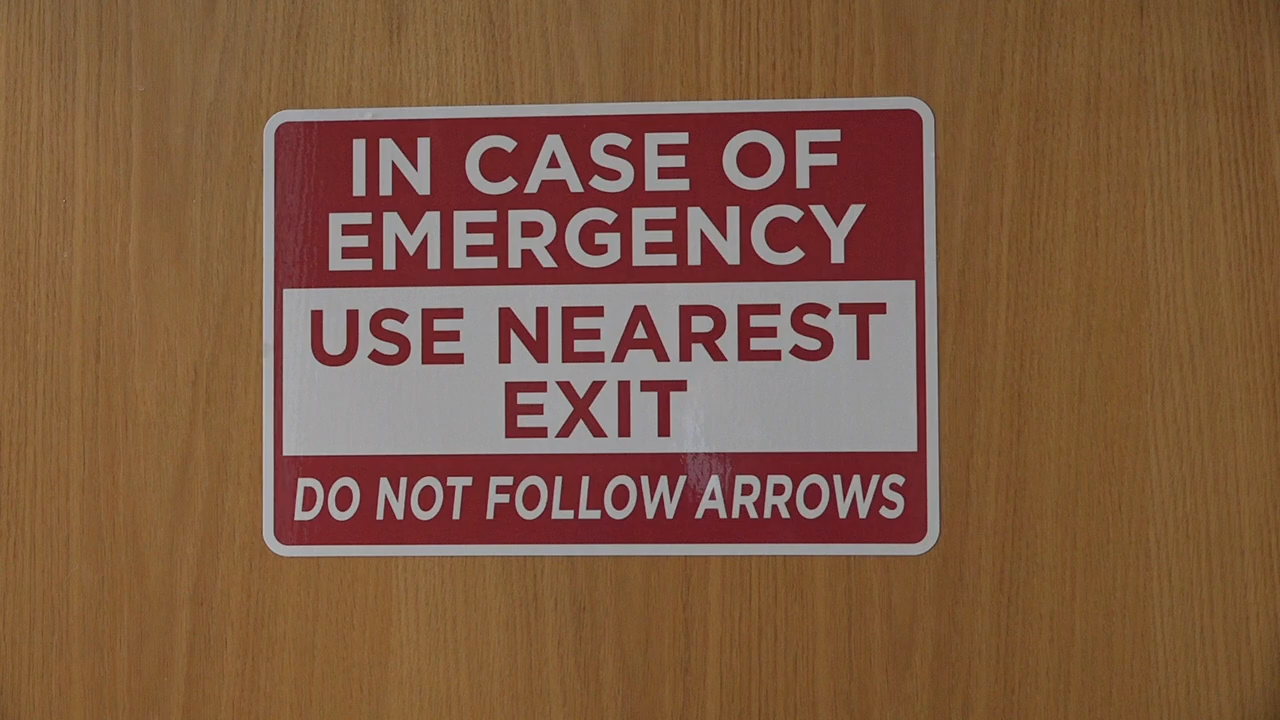 IN CASE OF
EMERGENCY
USE NEAREST
EXIT
DO NOT FOLLOW ARROWS